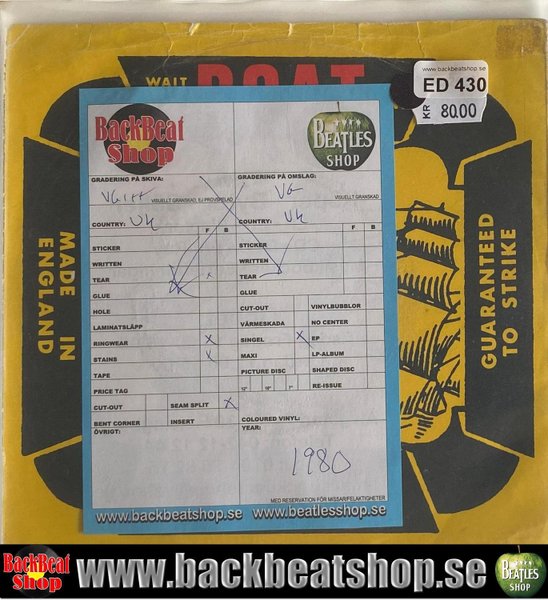 WALT
BOAT
www.backbeatshop.se
ED 430
KR 80.00
BackBeat
Shop
BEATLES
SHOP
GRADERING PÅ SKIVA:
GRADERING PÅ OMSLAG:
VG+++
VISUELLT GRANSKAD, EJ PROVSPELAD
VG
VISUELLT GRANSKAD
COUNTRY: UK
COUNTRY: UK
F B
F B
STICKER
STICKER
WRITTEN
WRITTEN
TEAR x
TEAR
GLUE
GLUE
HOLE
CUT-OUT
VINYLBUBBLOR
LAMINATSLÄPP
VÄRMESKADA
NO CENTER
RINGWEAR x
SINGEL x
EP
STAINS x
MAXI
LP-ALBUM
TAPE
PICTURE DISC
SHAPED DISC
PRICE TAG
12" 10" 7"
RE-ISSUE
CUT-OUT
SEAM SPLIT x
COLOURED VINYL:
BENT CORNER
INSERT
ÖVRIGT:
YEAR:
1980
MED RESERVATION FÖR MISSAR/FELAKTIGHETER
www.backbeatshop.se www.beatlesshop.se
MADE IN
ENGLAND
GUARANTEED
TO STRIKE
BackBeat
Shop
www.backbeatshop.se
BEATLES
SHOP